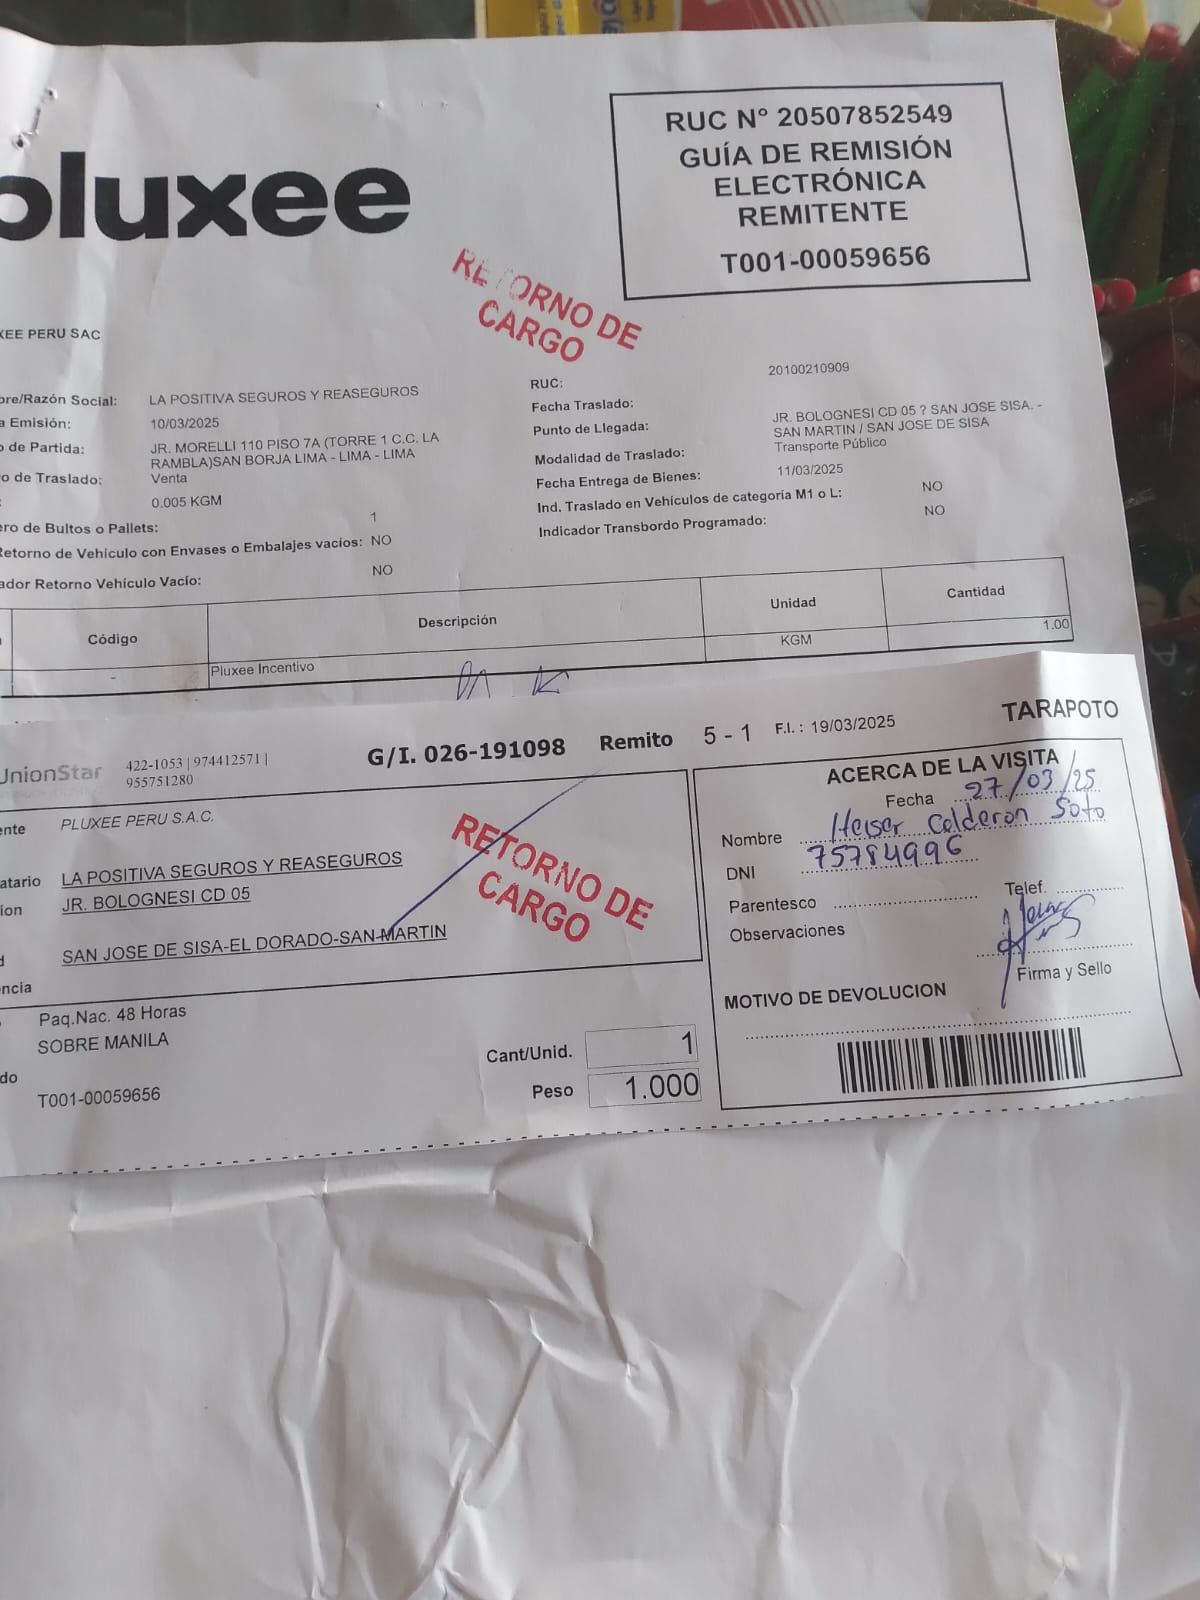 pluxee
RUC N° 20507852549
GUÍA DE REMISIÓN
ELECTRÓNICA
REMITENTE
T001-00059656
RETORNO DE
CARGO
XEE PERU SAC
bre/Razón Social: LA POSITIVA SEGUROS Y REASEGUROS
a Emisión: 10/03/2025
o de Partida: JR. MORELLI 110 PISO 7A (TORRE 1 C.C. LA
RAMBLA)SAN BORJA LIMA - LIMA - LIMA
vo de Traslado: Venta
: 0.005 KGM
ero de Bultos o Pallets: 1
Retorno de Vehículo con Envases o Embalajes vacíos: NO
ador Retorno Vehículo Vacío: NO
RUC: 20100210909
Fecha Traslado:
Punto de Llegada: JR. BOLOGNESI CD 05 ? SAN JOSE SISA. -
SAN MARTIN / SAN JOSE DE SISA
Modalidad de Traslado: Transporte Público
Fecha Entrega de Bienes: 11/03/2025
Ind. Traslado en Vehículos de categoría M1 o L: NO
Indicador Transbordo Programado: NO
Código Descripción Unidad Cantidad
- Pluxee Incentivo KGM 1.00
UnionStar 422-1053 | 974412571 |
955751280
G/I. 026-191098 Remito 5 - 1 F.I. : 19/03/2025 TARAPOTO
ente PLUXEE PERU S.A.C.
atario LA POSITIVA SEGUROS Y REASEGUROS
ion JR. BOLOGNESI CD 05
d SAN JOSE DE SISA-EL DORADO-SAN-MARTIN
encia
RETORNO DE
CARGO
Paq.Nac. 48 Horas
SOBRE MANILA
do
T001-00059656
Cant/Unid. 1
Peso 1.000
ACERCA DE LA VISITA
Fecha 27/03/25
Nombre Heiser Calderon Soto
DNI 75784996
Parentesco Telef.
Observaciones
Firma y Sello
MOTIVO DE DEVOLUCION